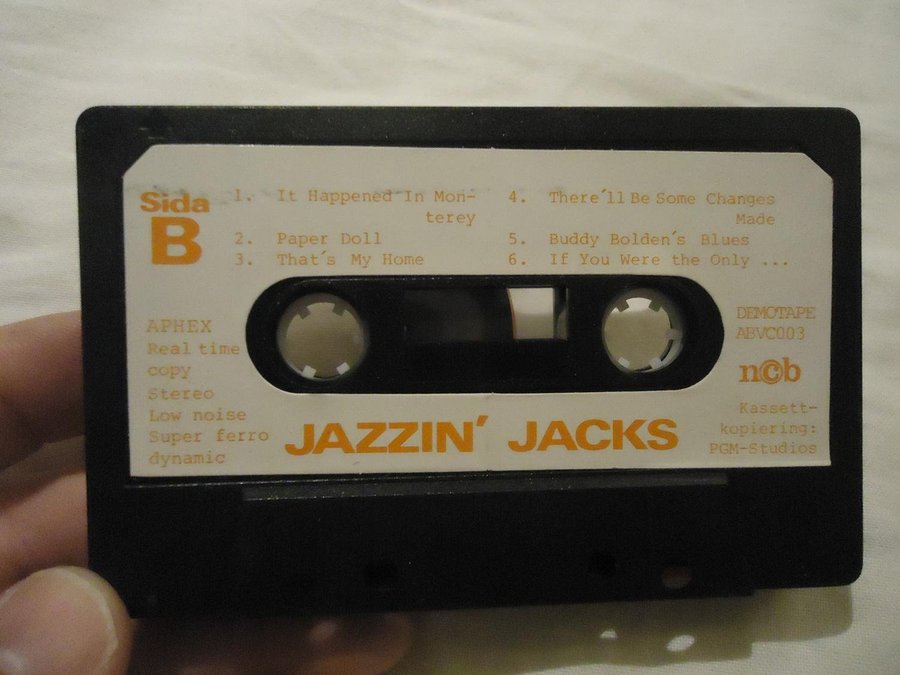 Sida
B
1. It Happened In Mon-
terey
2. Paper Doll
3. That´s My Home
4. There´ll Be Some Changes
Made
5. Buddy Bolden´s Blues
6. If You Were the Only ...
APHEX
Real time
copy
Stereo
Low noise
Super ferro
dynamic
DEMOTAPE
ABVC003
n©b
Kassett-
kopiering:
PGM-Studios
JAZZIN´ JACKS